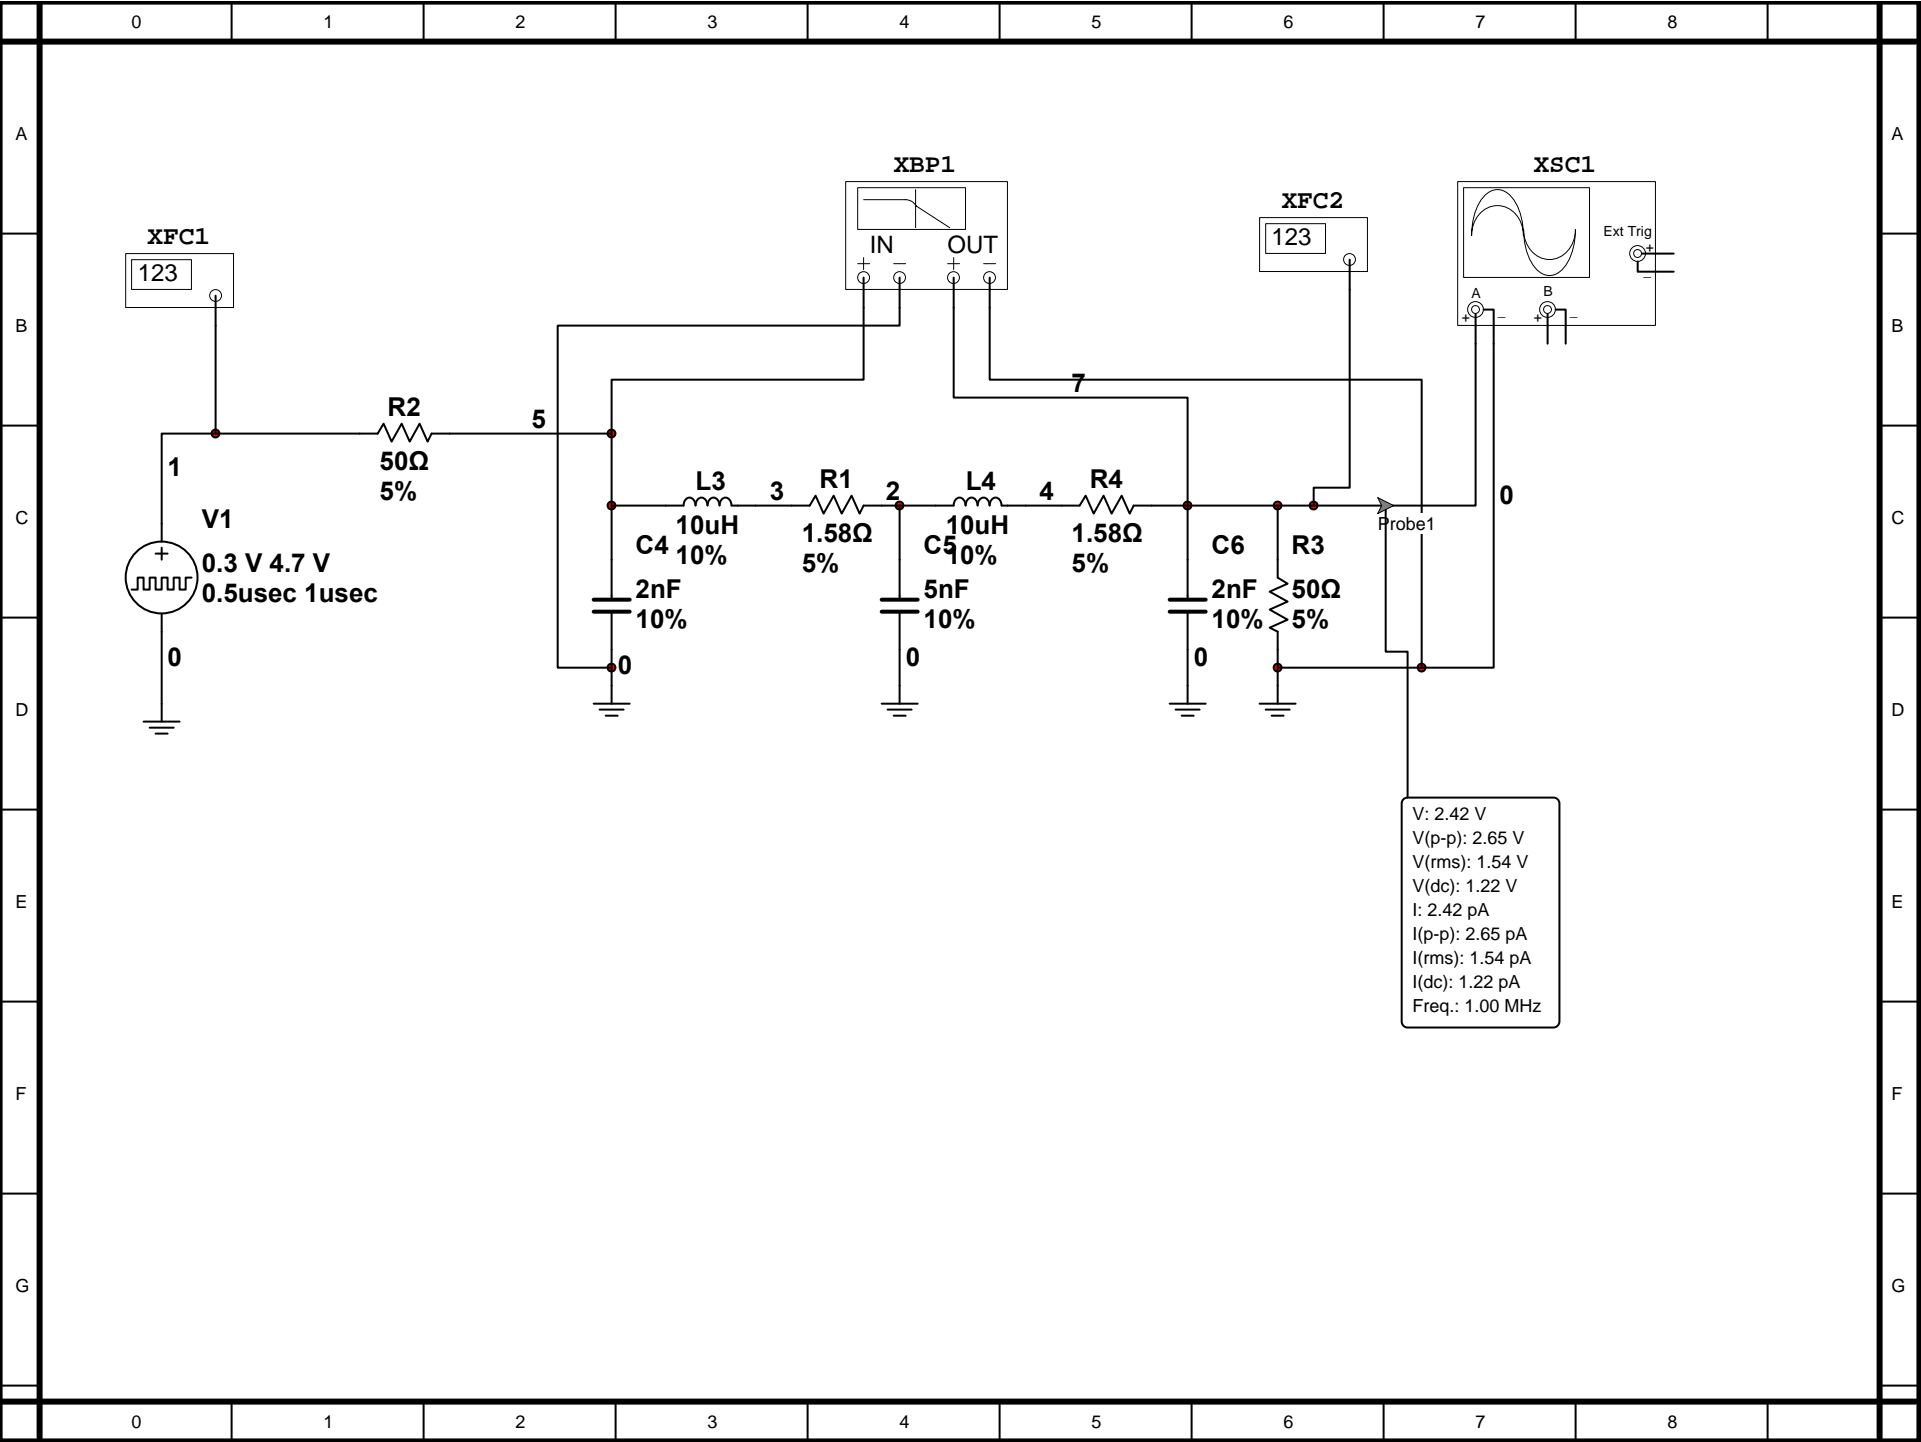 0 1 2 3 4 5 6 7 8
A A
XBP1
XSC1
XFC2
123
Ext Trig
+
−
XFC1
123
IN OUT
+ − + −
A B
+ − + −
B B
7
R2
50Ω
5%
5
1
L3
10uH
10%
3
R1
1.58Ω
5%
2
L4
10uH
10%
4
R4
1.58Ω
5%
0
Probe1
C C
V1
+
0.3 V 4.7 V
0.5usec 1usec
C4
2nF
10%
C5
5nF
10%
C6
2nF
10%
R3
50Ω
5%
0
0
0
0
D D
V: 2.42 V
V(p-p): 2.65 V
V(rms): 1.54 V
V(dc): 1.22 V
I: 2.42 pA
I(p-p): 2.65 pA
I(rms): 1.54 pA
I(dc): 1.22 pA
Freq.: 1.00 MHz
E E
F F
G G
0 1 2 3 4 5 6 7 8